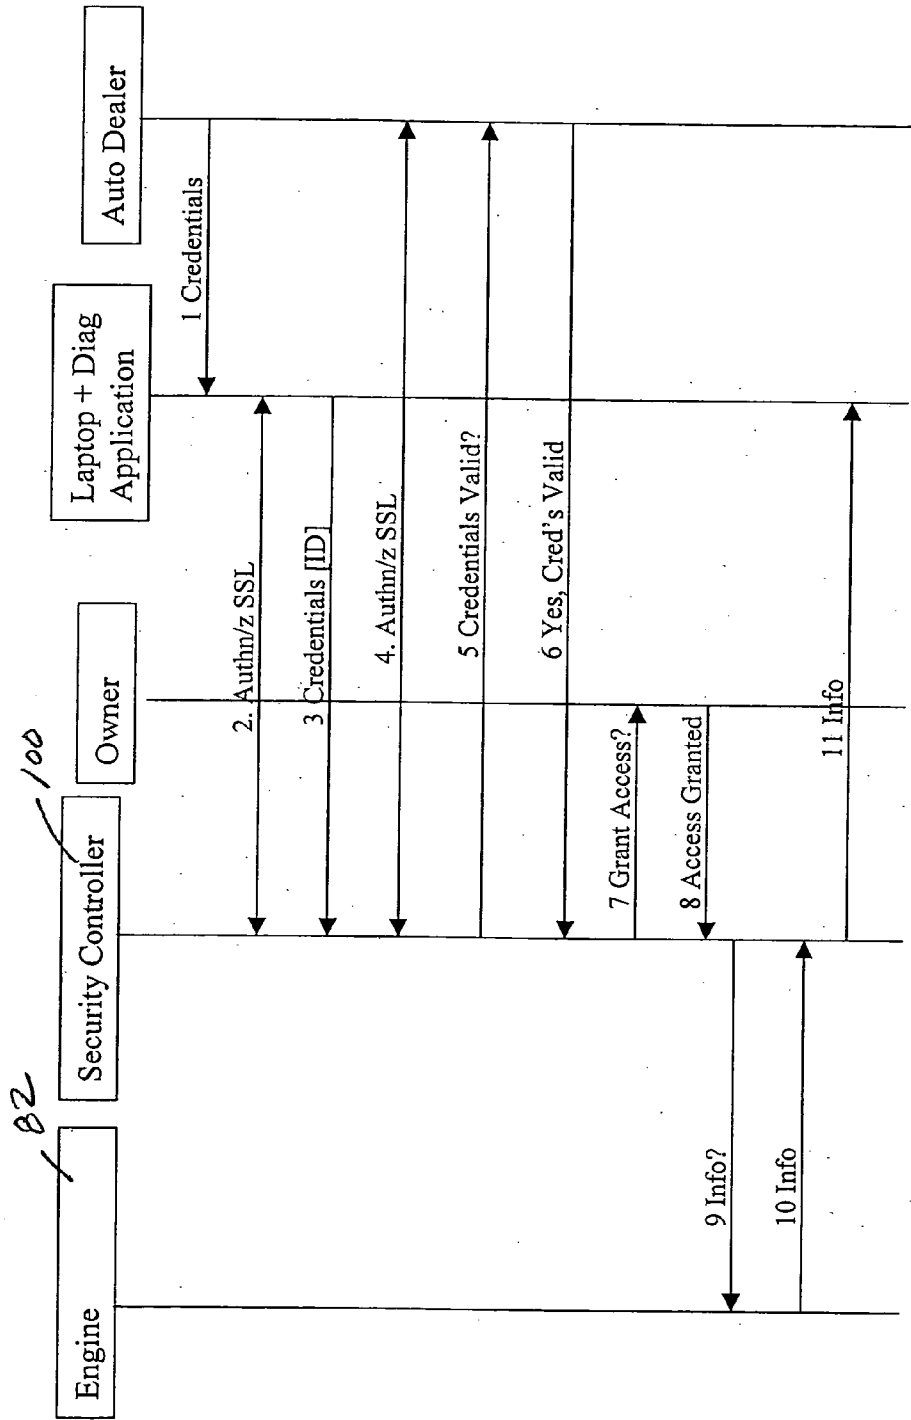 82
100
Engine
Security Controller
Owner
Laptop + Diag
Application
Auto Dealer
1 Credentials
2. Authn/z SSL
3 Credentials [ID]
4. Authn/z SSL
5 Credentials Valid?
6 Yes, Cred's Valid
7 Grant Access?
8 Access Granted
9 Info?
10 Info
11 Info